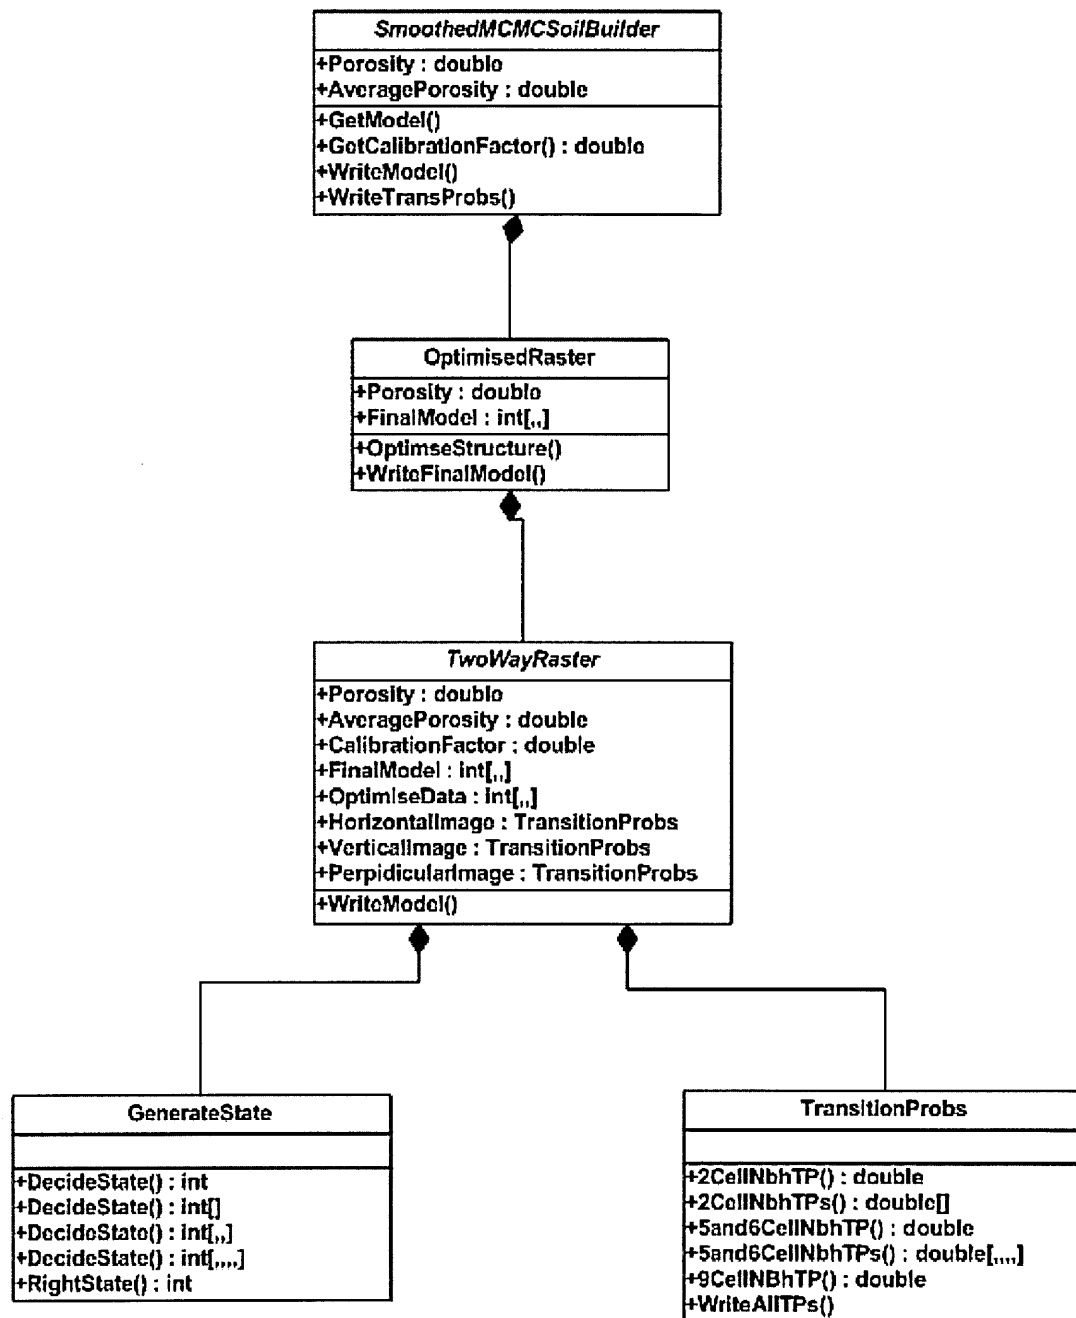 SmoothedMCMCSoilBuilder
+Porosity : double
+AveragePorosity : double
+GetModel()
+GetCalibrationFactor() : double
+WriteModel()
+WriteTransProbs()
OptimisedRaster
+Porosity : double
+FinalModel : int[,,]
+OptimseStructure()
+WriteFinalModel()
TwoWayRaster
+Porosity : double
+AveragePorosity : double
+CalibrationFactor : double
+FinalModel : int[,,]
+OptimiseData : int[,,]
+HorizontalImage : TransitionProbs
+VerticalImage : TransitionProbs
+PerpidicularImage : TransitionProbs
+WriteModel()
GenerateState
+DecideState() : int
+DecideState() : int[]
+DecideState() : int[,,]
+DecideState() : int[,,,,]
+RightState() : int
TransitionProbs
+2CellNbhTP() : double
+2CellNbhTPs() : double[]
+5and6CellNbhTP() : double
+5and6CellNbhTPs() : double[,,,,]
+9CellNBhTP() : double
+WriteAllTPs()